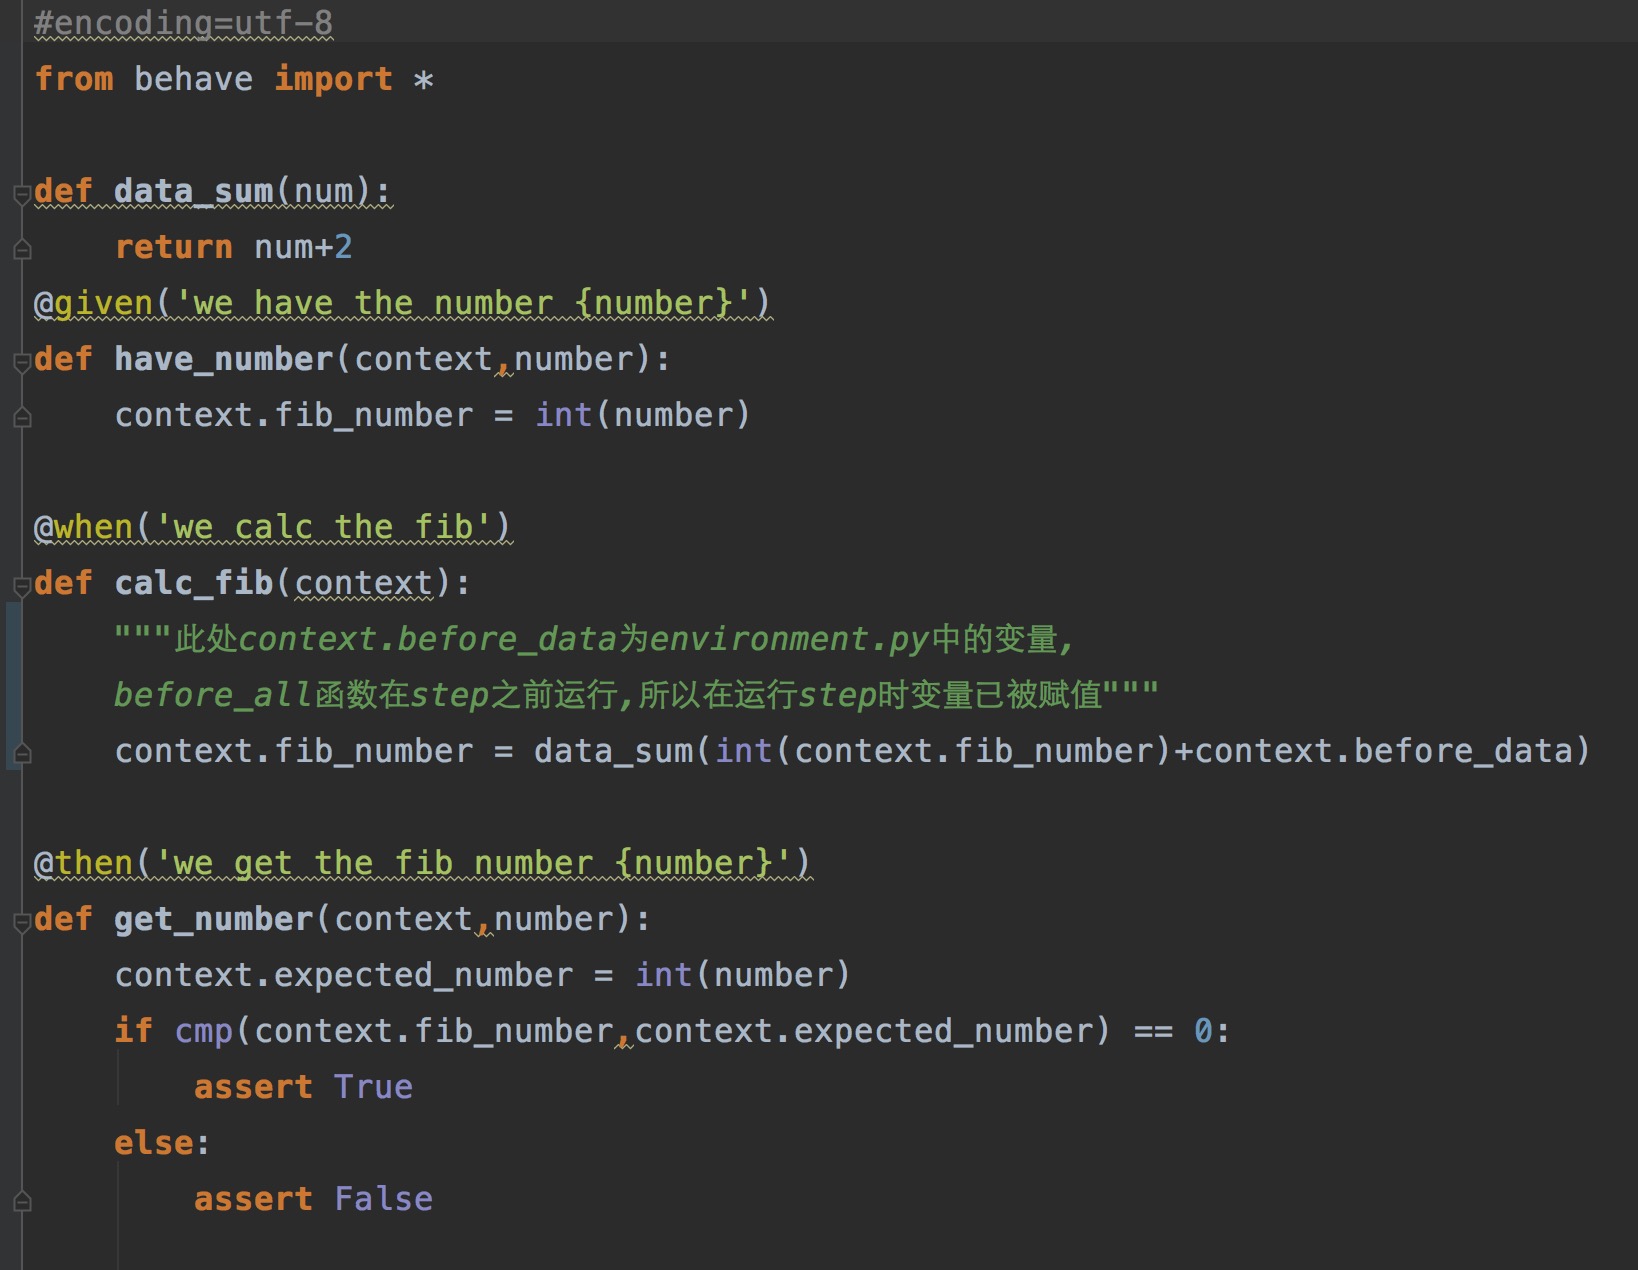 #encoding=utf-8
from behave import *
def data_sum(num):
    return num+2
@given('we have the number {number}')
def have_number(context,number):
    context.fib_number = int(number)
@when('we calc the fib')
def calc_fib(context):
    """此处context.before_data为environment.py中的变量,
    before_all函数在step之前运行,所以在运行step时变量已被赋值"""
    context.fib_number = data_sum(int(context.fib_number)+context.before_data)
@then('we get the fib number {number}')
def get_number(context,number):
    context.expected_number = int(number)
    if cmp(context.fib_number,context.expected_number) == 0:
        assert True
    else:
        assert False